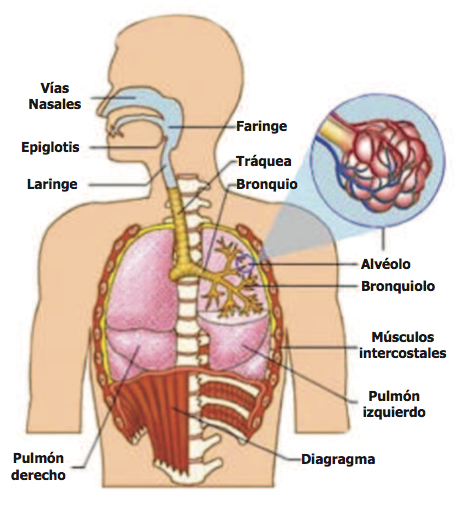 Vías
Nasales
Epiglotis
Laringe
Faringe
Tráquea
Bronquio
Alvéolo
Bronquiolo
Músculos
intercostales
Pulmón
izquierdo
Diagragma
Pulmón
derecho